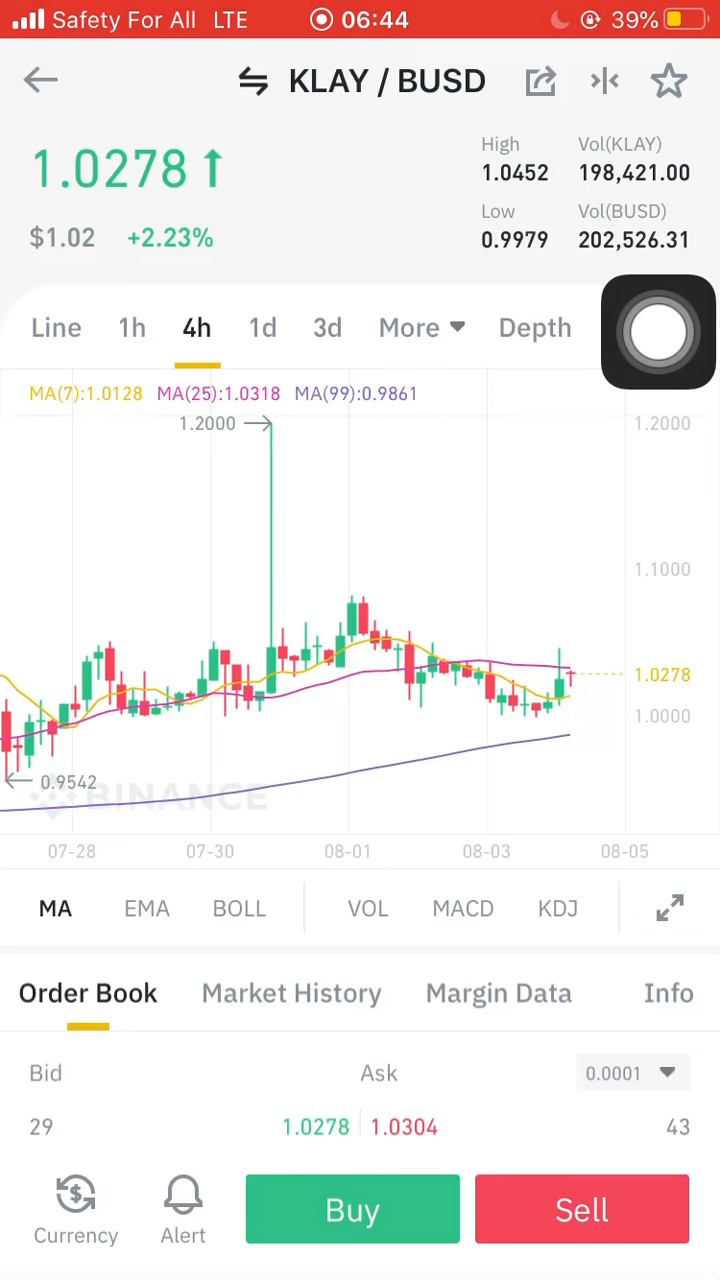 Safety For All LTE 06:44 39%
KLAY / BUSD
High Vol(KLAY)
1.0278 1.0452 198,421.00
Low Vol(BUSD)
$1.02 +2.23% 0.9979 202,526.31
Line 1h 4h 1d 3d More Depth
MA(7):1.0128 MA(25):1.0318 MA(99):0.9861
1.2000 1.2000
1.1000
1.0278
1.0000
0.9542
BINANCE
07-28 07-30 08-01 08-03 08-05
MA EMA BOLL VOL MACD KDJ
Order Book Market History Margin Data Info
Bid Ask 0.0001
29 1.0278 1.0304 43
Currency Alert Buy Sell